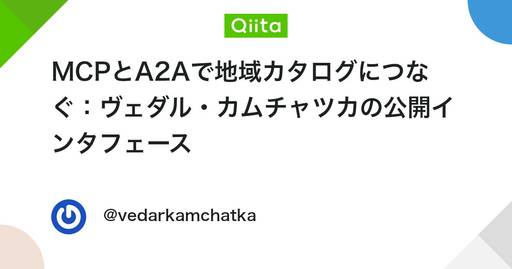 Qiita
MCPとA2Aで地域カタログにつな
ぐ：ヴェダル・カムチャツカの公開イ
ンタフェース
@vedarkamchatka